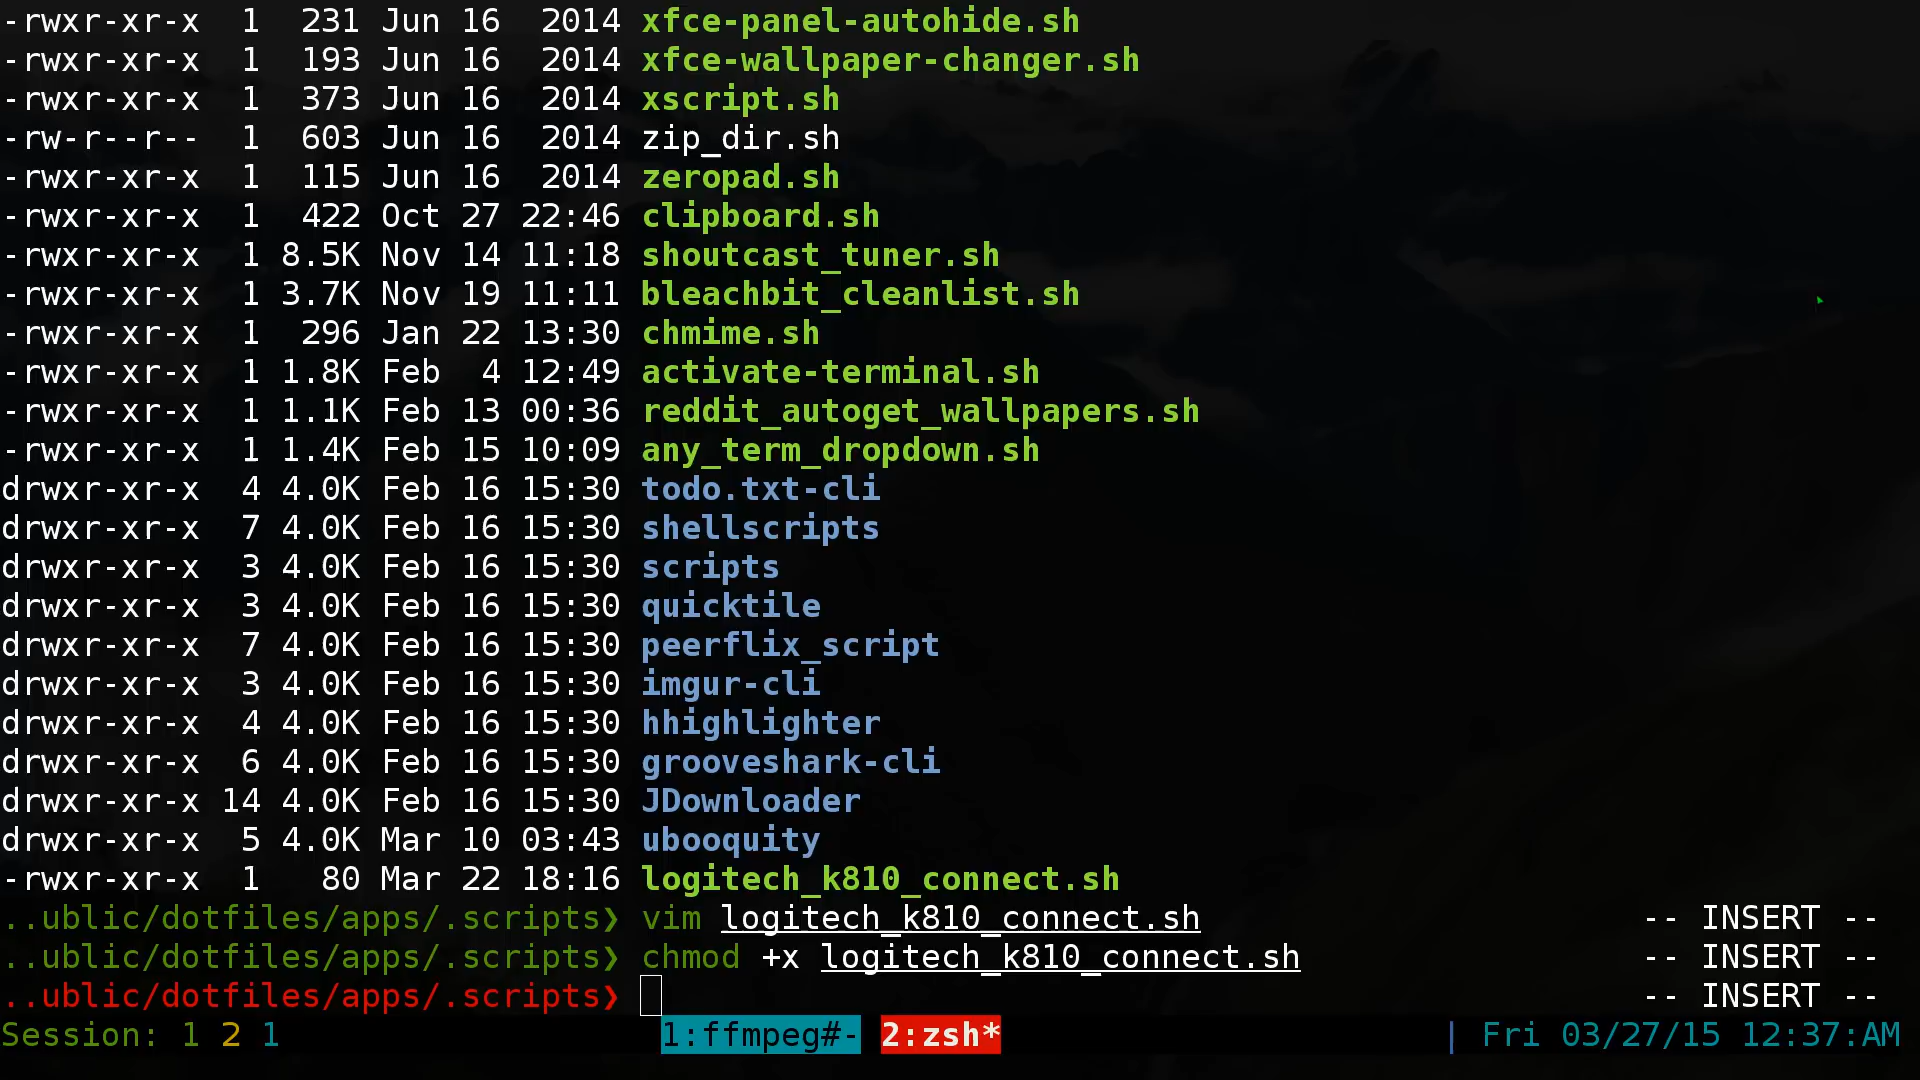 -rwxr-xr-x  1  231 Jun 16  2014 xfce-panel-autohide.sh
-rwxr-xr-x  1  193 Jun 16  2014 xfce-wallpaper-changer.sh
-rwxr-xr-x  1  373 Jun 16  2014 xscript.sh
-rw-r--r--  1  603 Jun 16  2014 zip_dir.sh
-rwxr-xr-x  1  115 Jun 16  2014 zeropad.sh
-rwxr-xr-x  1  422 Oct 27 22:46 clipboard.sh
-rwxr-xr-x  1 8.5K Nov 14 11:18 shoutcast_tuner.sh
-rwxr-xr-x  1 3.7K Nov 19 11:11 bleachbit_cleanlist.sh
-rwxr-xr-x  1  296 Jan 22 13:30 chmime.sh
-rwxr-xr-x  1 1.8K Feb  4 12:49 activate-terminal.sh
-rwxr-xr-x  1 1.1K Feb 13 00:36 reddit_autoget_wallpapers.sh
-rwxr-xr-x  1 1.4K Feb 15 10:09 any_term_dropdown.sh
drwxr-xr-x  4 4.0K Feb 16 15:30 todo.txt-cli
drwxr-xr-x  7 4.0K Feb 16 15:30 shellscripts
drwxr-xr-x  3 4.0K Feb 16 15:30 scripts
drwxr-xr-x  3 4.0K Feb 16 15:30 quicktile
drwxr-xr-x  7 4.0K Feb 16 15:30 peerflix_script
drwxr-xr-x  3 4.0K Feb 16 15:30 imgur-cli
drwxr-xr-x  4 4.0K Feb 16 15:30 hhighlighter
drwxr-xr-x  6 4.0K Feb 16 15:30 grooveshark-cli
drwxr-xr-x 14 4.0K Feb 16 15:30 JDownloader
drwxr-xr-x  5 4.0K Mar 10 03:43 ubooquity
-rwxr-xr-x  1   80 Mar 22 18:16 logitech_k810_connect.sh
..ublic/dotfiles/apps/.scripts❯ vim logitech_k810_connect.sh -- INSERT --
..ublic/dotfiles/apps/.scripts❯ chmod +x logitech_k810_connect.sh -- INSERT --
..ublic/dotfiles/apps/.scripts❯ -- INSERT --
Session: 1 2 1 1:ffmpeg#- 2:zsh* | Fri 03/27/15 12:37:AM